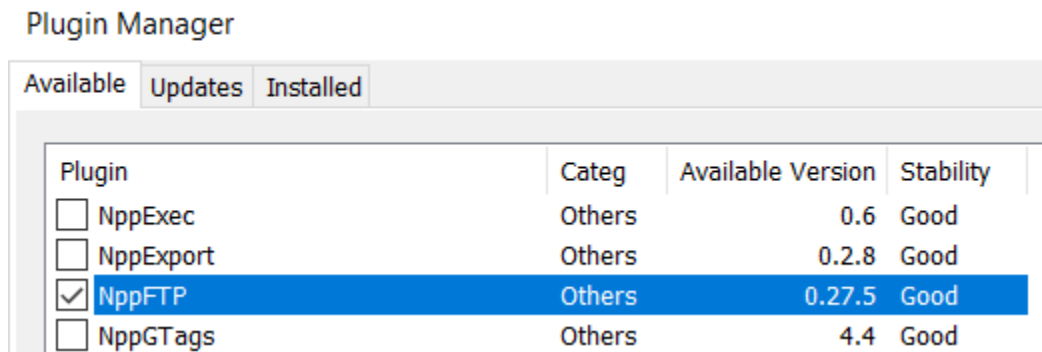 Plugin Manager
Available Updates Installed
Plugin Categ Available Version Stability
NppExec Others 0.6 Good
NppExport Others 0.2.8 Good
NppFTP Others 0.27.5 Good
NppGTags Others 4.4 Good